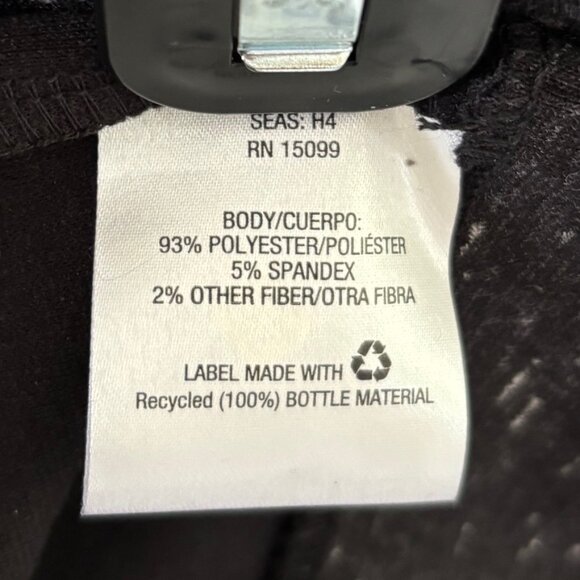 SEAS: H4
RN 15099
BODY/CUERPO:
93% POLYESTER/POLIÉSTER
5% SPANDEX
2% OTHER FIBER/OTRA FIBRA
LABEL MADE WITH
Recycled (100%) BOTTLE MATERIAL